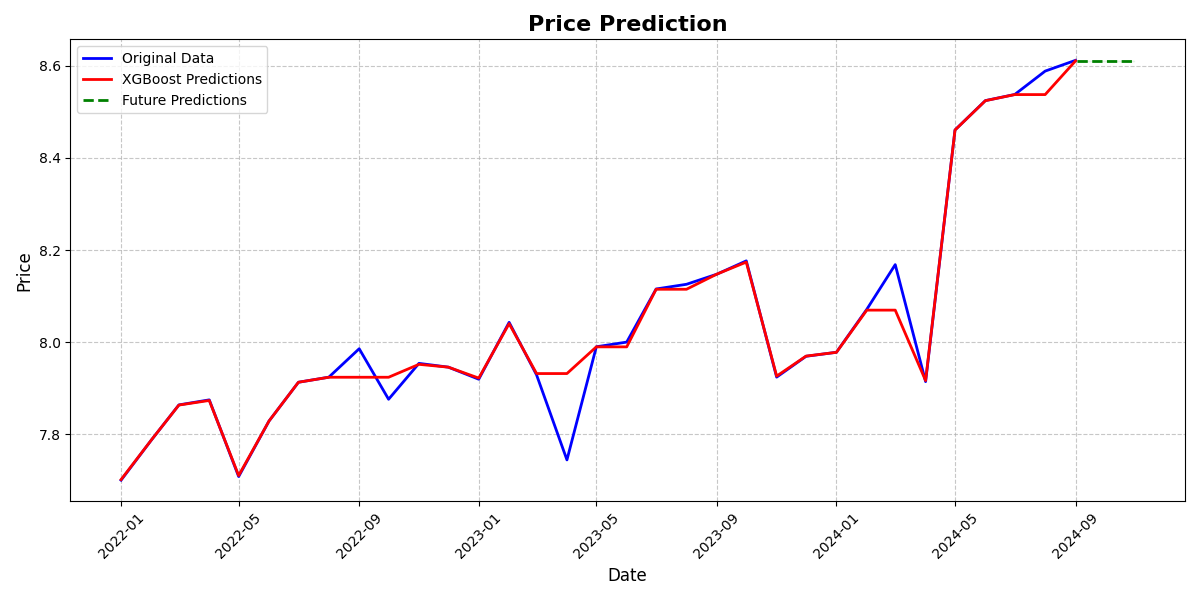 Price Prediction
Original Data
XGBoost Predictions
Future Predictions
Price
8.6
8.4
8.2
8.0
7.8
2022-01
2022-05
2022-09
2023-01
2023-05
2023-09
2024-01
2024-05
2024-09
Date